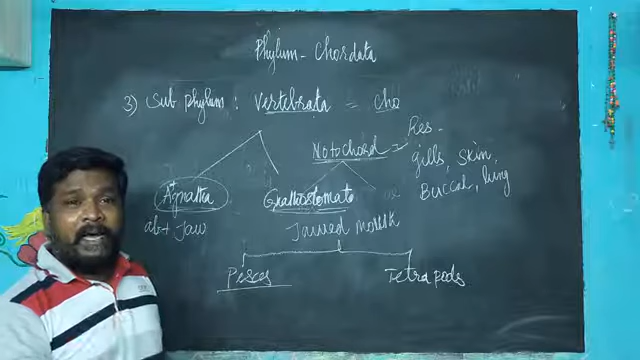 Phylum - Chordata
3) Sub phylum : Vertebrata = cho
Notochord = Res -
gills, skin,
Buccal, lung
Agnatha
Gnathostomata
ab+ Jaw
Jawed mouth
Pisces
Tetrapods